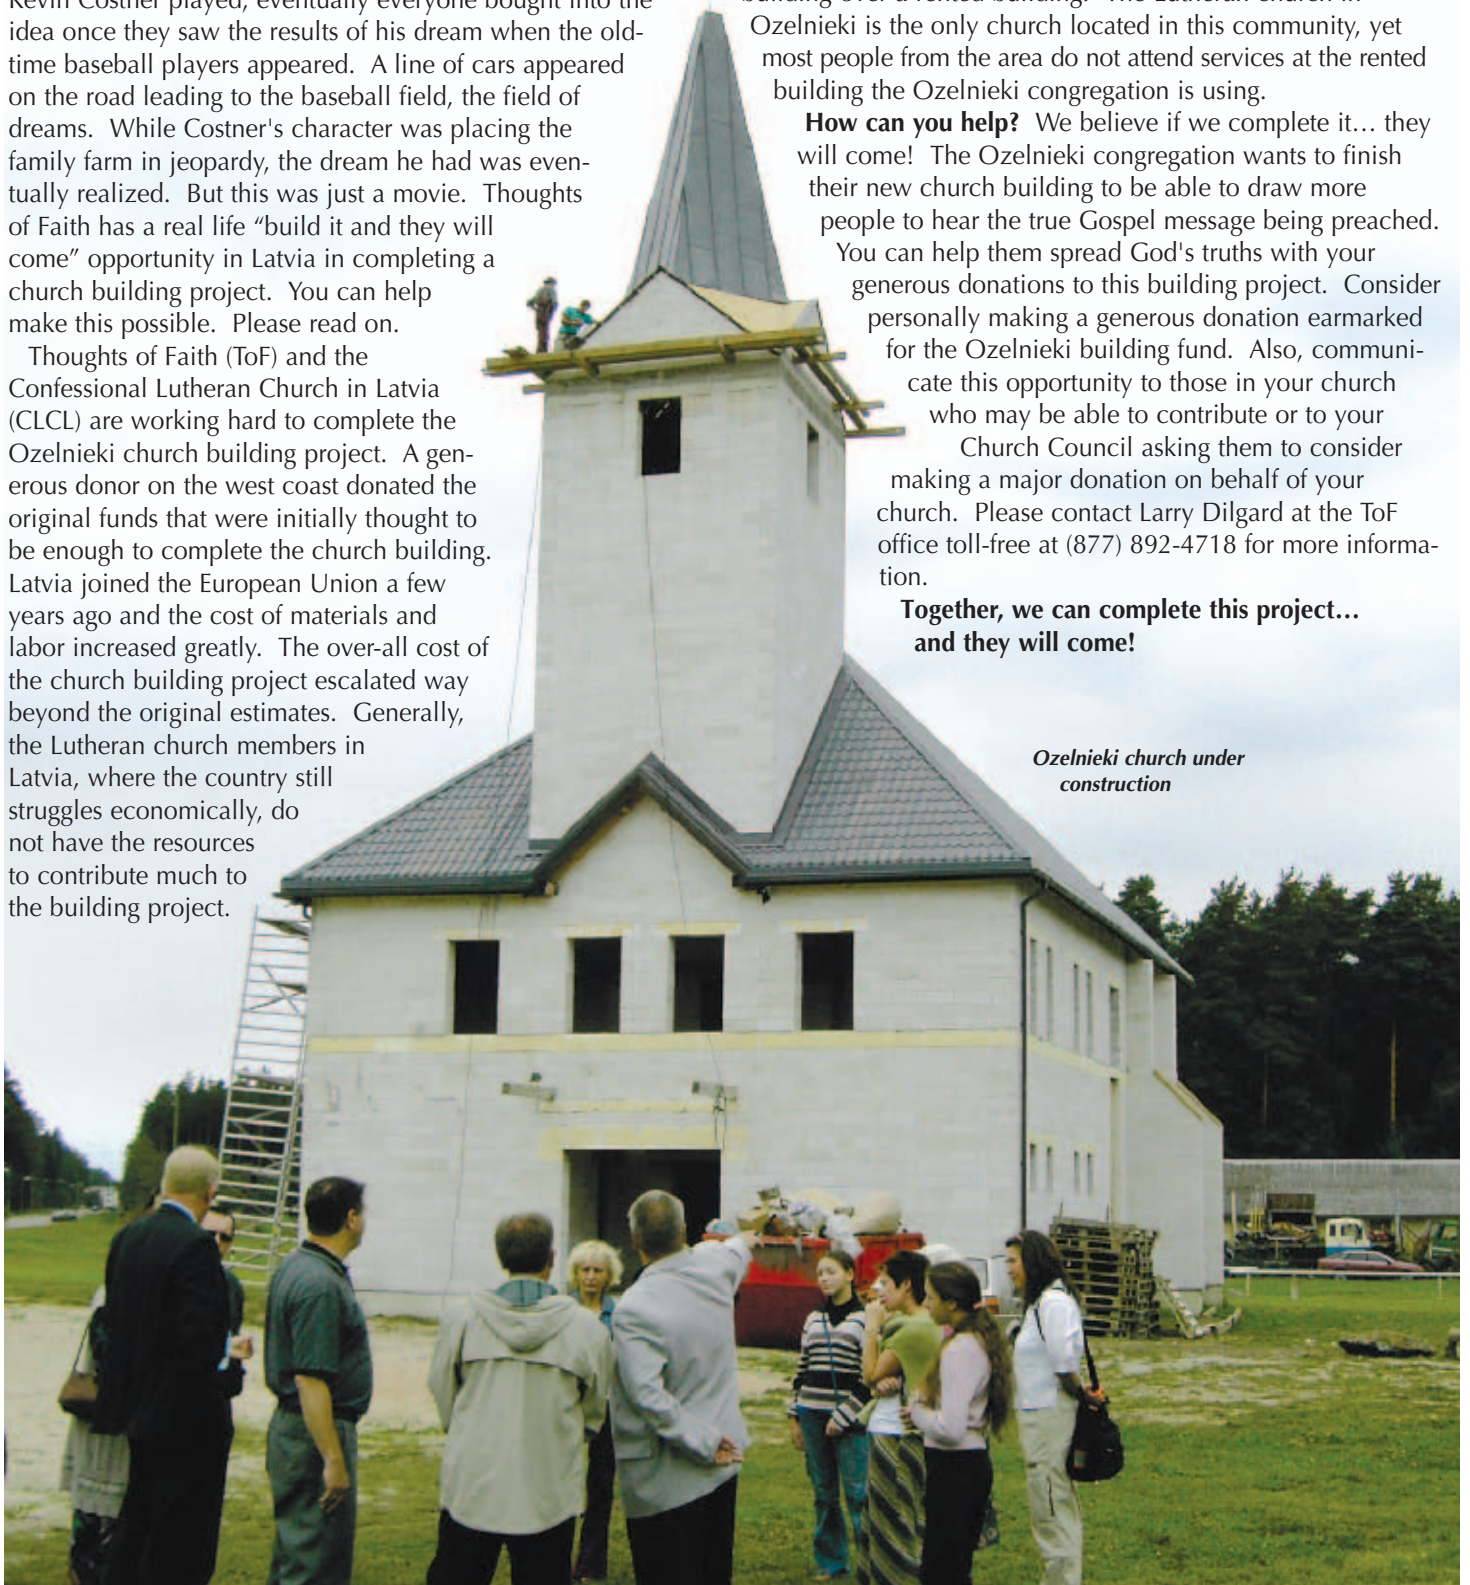 Kevin Costner played, eventually everyone bought into the
idea once they saw the results of his dream when the old-
time baseball players appeared. A line of cars appeared
on the road leading to the baseball field, the field of
dreams. While Costner's character was placing the
family farm in jeopardy, the dream he had was even-
tually realized. But this was just a movie. Thoughts
of Faith has a real life “build it and they will
come” opportunity in Latvia in completing a
church building project. You can help
make this possible. Please read on.
Thoughts of Faith (ToF) and the
Confessional Lutheran Church in Latvia
(CLCL) are working hard to complete the
Ozelnieki church building project. A gen-
erous donor on the west coast donated the
original funds that were initially thought to
be enough to complete the church building.
Latvia joined the European Union a few
years ago and the cost of materials and
labor increased greatly. The over-all cost of
the church building project escalated way
beyond the original estimates. Generally,
the Lutheran church members in
Latvia, where the country still
struggles economically, do
not have the resources
to contribute much to
the building project.
building over a rented building. The Lutheran church in
Ozelnieki is the only church located in this community, yet
most people from the area do not attend services at the rented
building the Ozelnieki congregation is using.
How can you help? We believe if we complete it… they
will come! The Ozelnieki congregation wants to finish
their new church building to be able to draw more
people to hear the true Gospel message being preached.
You can help them spread God's truths with your
generous donations to this building project. Consider
personally making a generous donation earmarked
for the Ozelnieki building fund. Also, communi-
cate this opportunity to those in your church
who may be able to contribute or to your
Church Council asking them to consider
making a major donation on behalf of your
church. Please contact Larry Dilgard at the ToF
office toll-free at (877) 892-4718 for more informa-
tion.
Together, we can complete this project…
and they will come!
Ozelnieki church under
construction